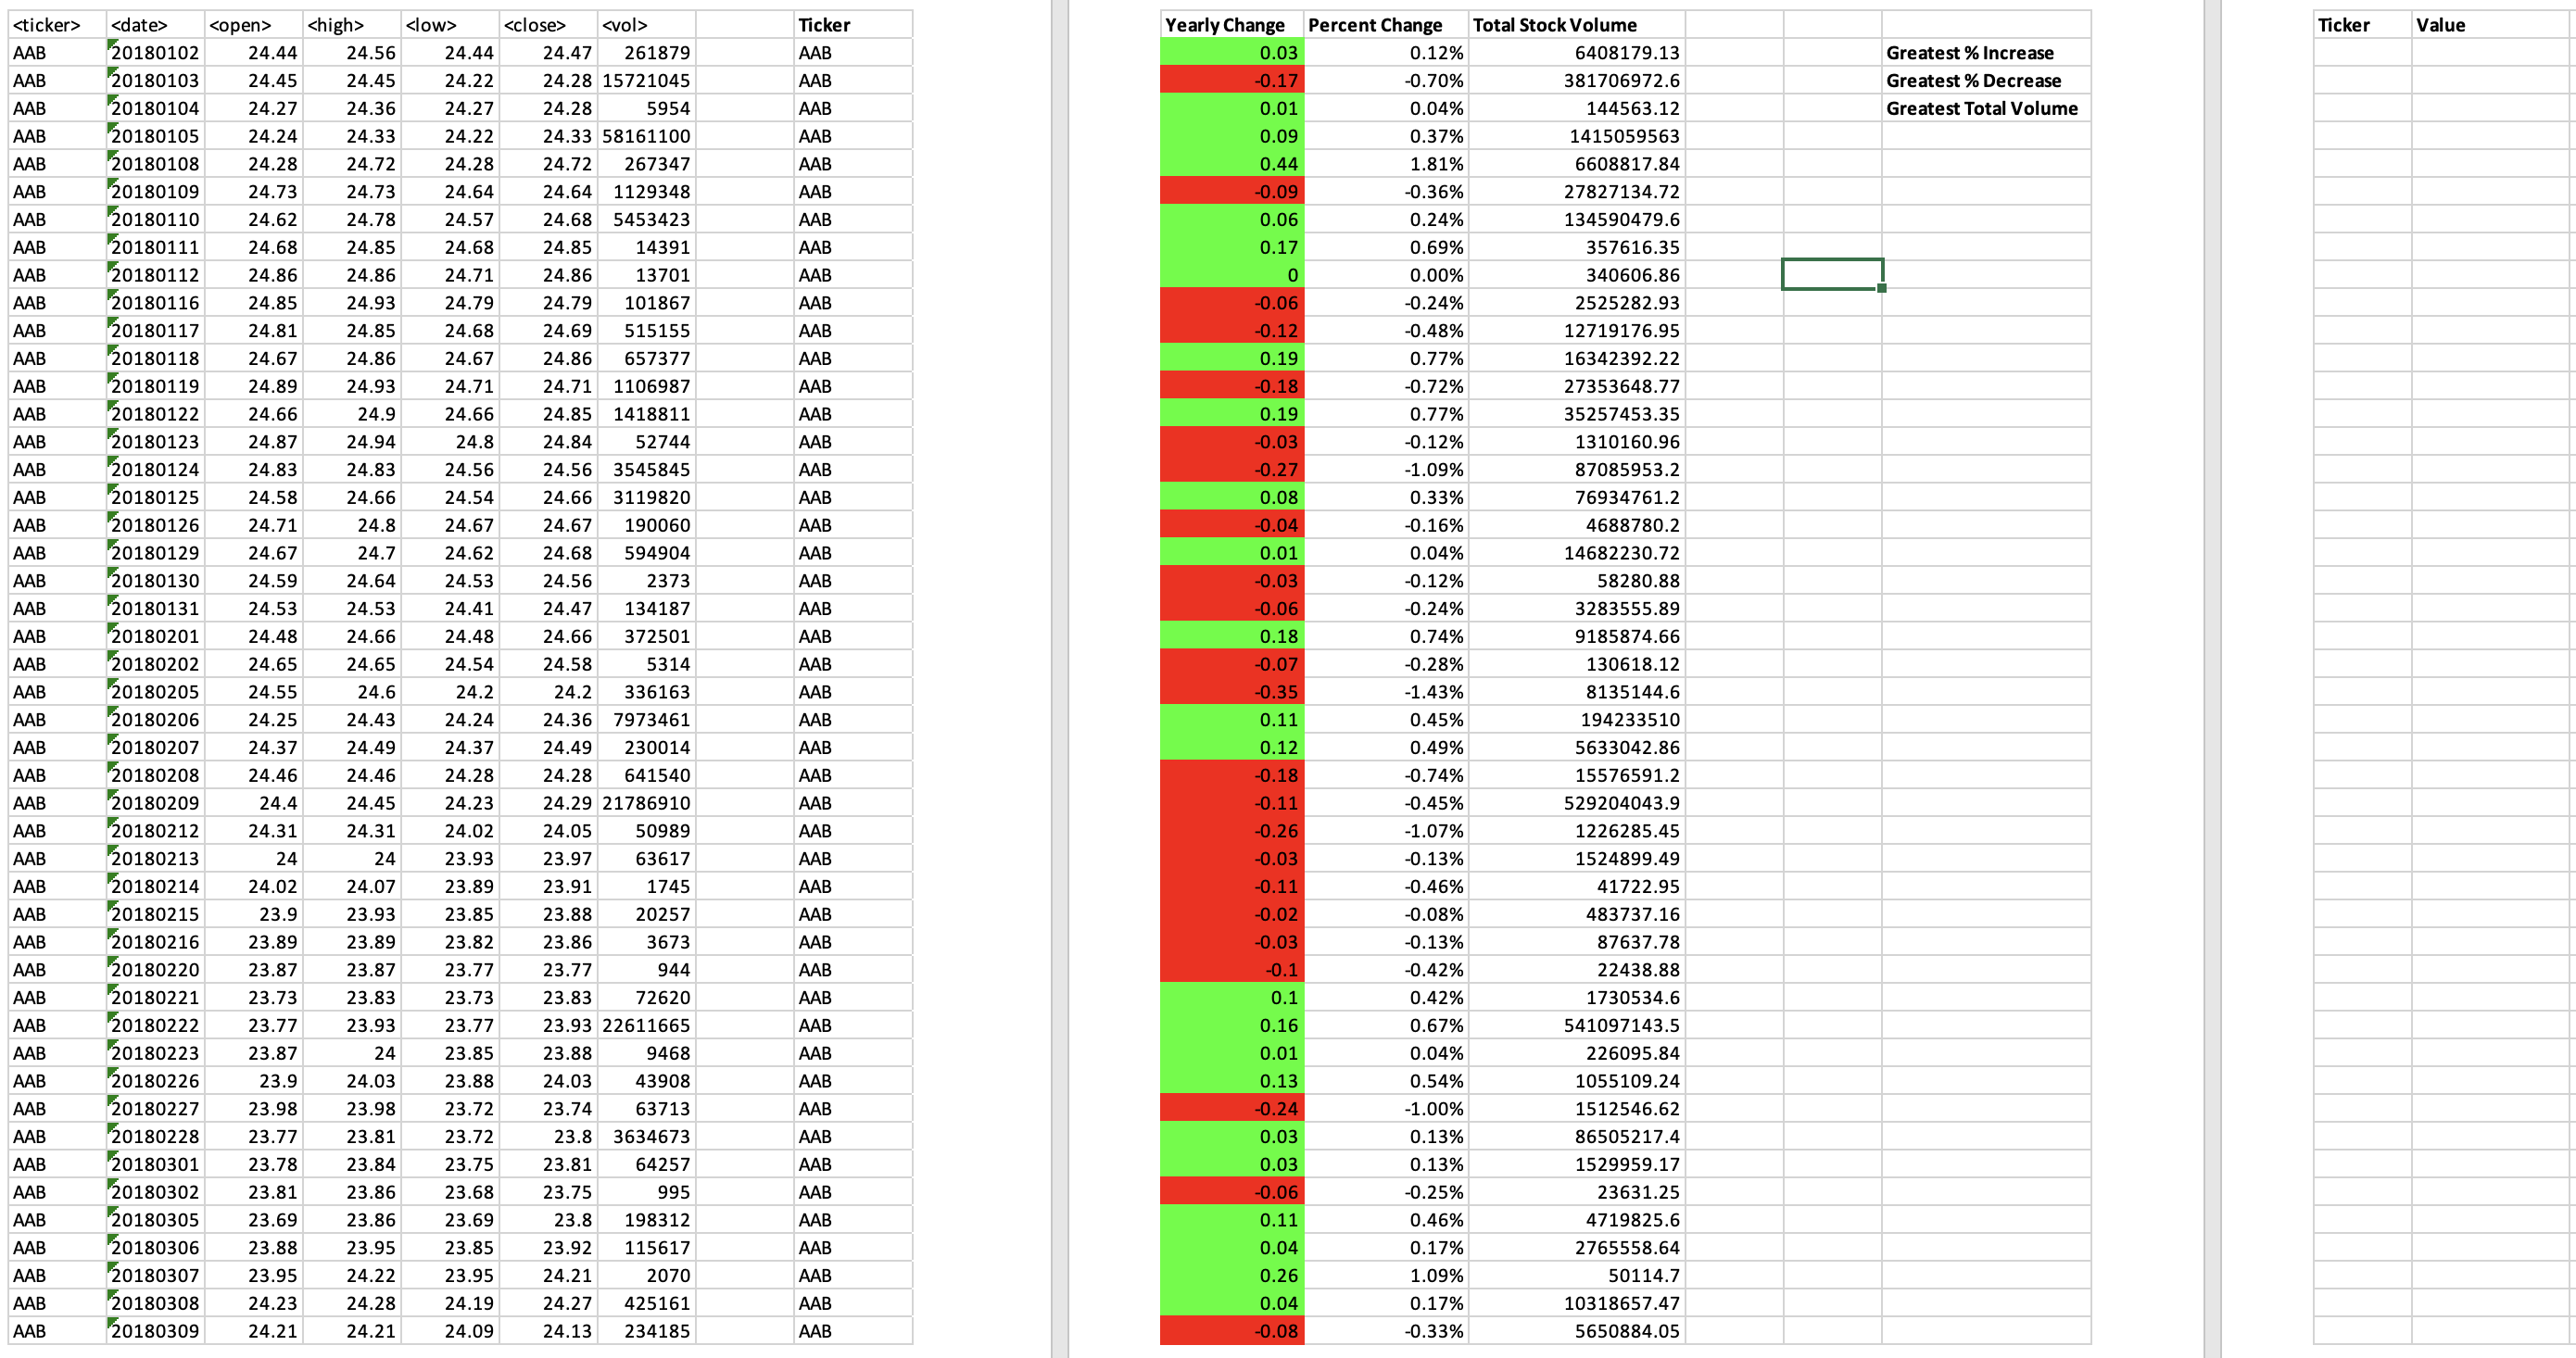 <ticker> <date> <open> <high> <low> <close> <vol> Ticker Yearly Change Percent Change Total Stock Volume Ticker Value
AAB 20180102 24.44 24.56 24.44 24.47 261879 AAB 0.03 0.12% 6408179.13 Greatest % Increase
AAB 20180103 24.45 24.45 24.22 24.28 15721045 AAB -0.17 -0.70% 381706972.6 Greatest % Decrease
AAB 20180104 24.27 24.36 24.27 24.28 5954 AAB 0.01 0.04% 144563.12 Greatest Total Volume
AAB 20180105 24.24 24.33 24.22 24.33 58161100 AAB 0.09 0.37% 1415059563
AAB 20180108 24.28 24.72 24.28 24.72 267347 AAB 0.44 1.81% 6608817.84
AAB 20180109 24.73 24.73 24.64 24.64 1129348 AAB -0.09 -0.36% 27827134.72
AAB 20180110 24.62 24.78 24.57 24.68 5453423 AAB 0.06 0.24% 134590479.6
AAB 20180111 24.68 24.85 24.68 24.85 14391 AAB 0.17 0.69% 357616.35
AAB 20180112 24.86 24.86 24.71 24.86 13701 AAB 0 0.00% 340606.86
AAB 20180116 24.85 24.93 24.79 24.79 101867 AAB -0.06 -0.24% 2525282.93
AAB 20180117 24.81 24.85 24.68 24.69 515155 AAB -0.12 -0.48% 12719176.95
AAB 20180118 24.67 24.86 24.67 24.86 657377 AAB 0.19 0.77% 16342392.22
AAB 20180119 24.89 24.93 24.71 24.71 1106987 AAB -0.18 -0.72% 27353648.77
AAB 20180122 24.66 24.9 24.66 24.85 1418811 AAB 0.19 0.77% 35257453.35
AAB 20180123 24.87 24.94 24.8 24.84 52744 AAB -0.03 -0.12% 1310160.96
AAB 20180124 24.83 24.83 24.56 24.56 3545845 AAB -0.27 -1.09% 87085953.2
AAB 20180125 24.58 24.66 24.54 24.66 3119820 AAB 0.08 0.33% 76934761.2
AAB 20180126 24.71 24.8 24.67 24.67 190060 AAB -0.04 -0.16% 4688780.2
AAB 20180129 24.67 24.7 24.62 24.68 594904 AAB 0.01 0.04% 14682230.72
AAB 20180130 24.59 24.64 24.53 24.56 2373 AAB -0.03 -0.12% 58280.88
AAB 20180131 24.53 24.53 24.41 24.47 134187 AAB -0.06 -0.24% 3283555.89
AAB 20180201 24.48 24.66 24.48 24.66 372501 AAB 0.18 0.74% 9185874.66
AAB 20180202 24.65 24.65 24.54 24.58 5314 AAB -0.07 -0.28% 130618.12
AAB 20180205 24.55 24.6 24.2 24.2 336163 AAB -0.35 -1.43% 8135144.6
AAB 20180206 24.25 24.43 24.24 24.36 7973461 AAB 0.11 0.45% 194233510
AAB 20180207 24.37 24.49 24.37 24.49 230014 AAB 0.12 0.49% 5633042.86
AAB 20180208 24.46 24.46 24.28 24.28 641540 AAB -0.18 -0.74% 15576591.2
AAB 20180209 24.4 24.45 24.23 24.29 21786910 AAB -0.11 -0.45% 529204043.9
AAB 20180212 24.31 24.31 24.02 24.05 50989 AAB -0.26 -1.07% 1226285.45
AAB 20180213 24 24 23.93 23.97 63617 AAB -0.03 -0.13% 1524899.49
AAB 20180214 24.02 24.07 23.89 23.91 1745 AAB -0.11 -0.46% 41722.95
AAB 20180215 23.9 23.93 23.85 23.88 20257 AAB -0.02 -0.08% 483737.16
AAB 20180216 23.89 23.89 23.82 23.86 3673 AAB -0.03 -0.13% 87637.78
AAB 20180220 23.87 23.87 23.77 23.77 944 AAB -0.1 -0.42% 22438.88
AAB 20180221 23.73 23.83 23.73 23.83 72620 AAB 0.1 0.42% 1730534.6
AAB 20180222 23.77 23.93 23.77 23.93 22611665 AAB 0.16 0.67% 541097143.5
AAB 20180223 23.87 24 23.85 23.88 9468 AAB 0.01 0.04% 226095.84
AAB 20180226 23.9 24.03 23.88 24.03 43908 AAB 0.13 0.54% 1055109.24
AAB 20180227 23.98 23.98 23.72 23.74 63713 AAB -0.24 -1.00% 1512546.62
AAB 20180228 23.77 23.81 23.72 23.8 3634673 AAB 0.03 0.13% 86505217.4
AAB 20180301 23.78 23.84 23.75 23.81 64257 AAB 0.03 0.13% 1529959.17
AAB 20180302 23.81 23.86 23.68 23.75 995 AAB -0.06 -0.25% 23631.25
AAB 20180305 23.69 23.86 23.69 23.8 198312 AAB 0.11 0.46% 4719825.6
AAB 20180306 23.88 23.95 23.85 23.92 115617 AAB 0.04 0.17% 2765558.64
AAB 20180307 23.95 24.22 23.95 24.21 2070 AAB 0.26 1.09% 50114.7
AAB 20180308 24.23 24.28 24.19 24.27 425161 AAB 0.04 0.17% 10318657.47
AAB 20180309 24.21 24.21 24.09 24.13 234185 AAB -0.08 -0.33% 5650884.05